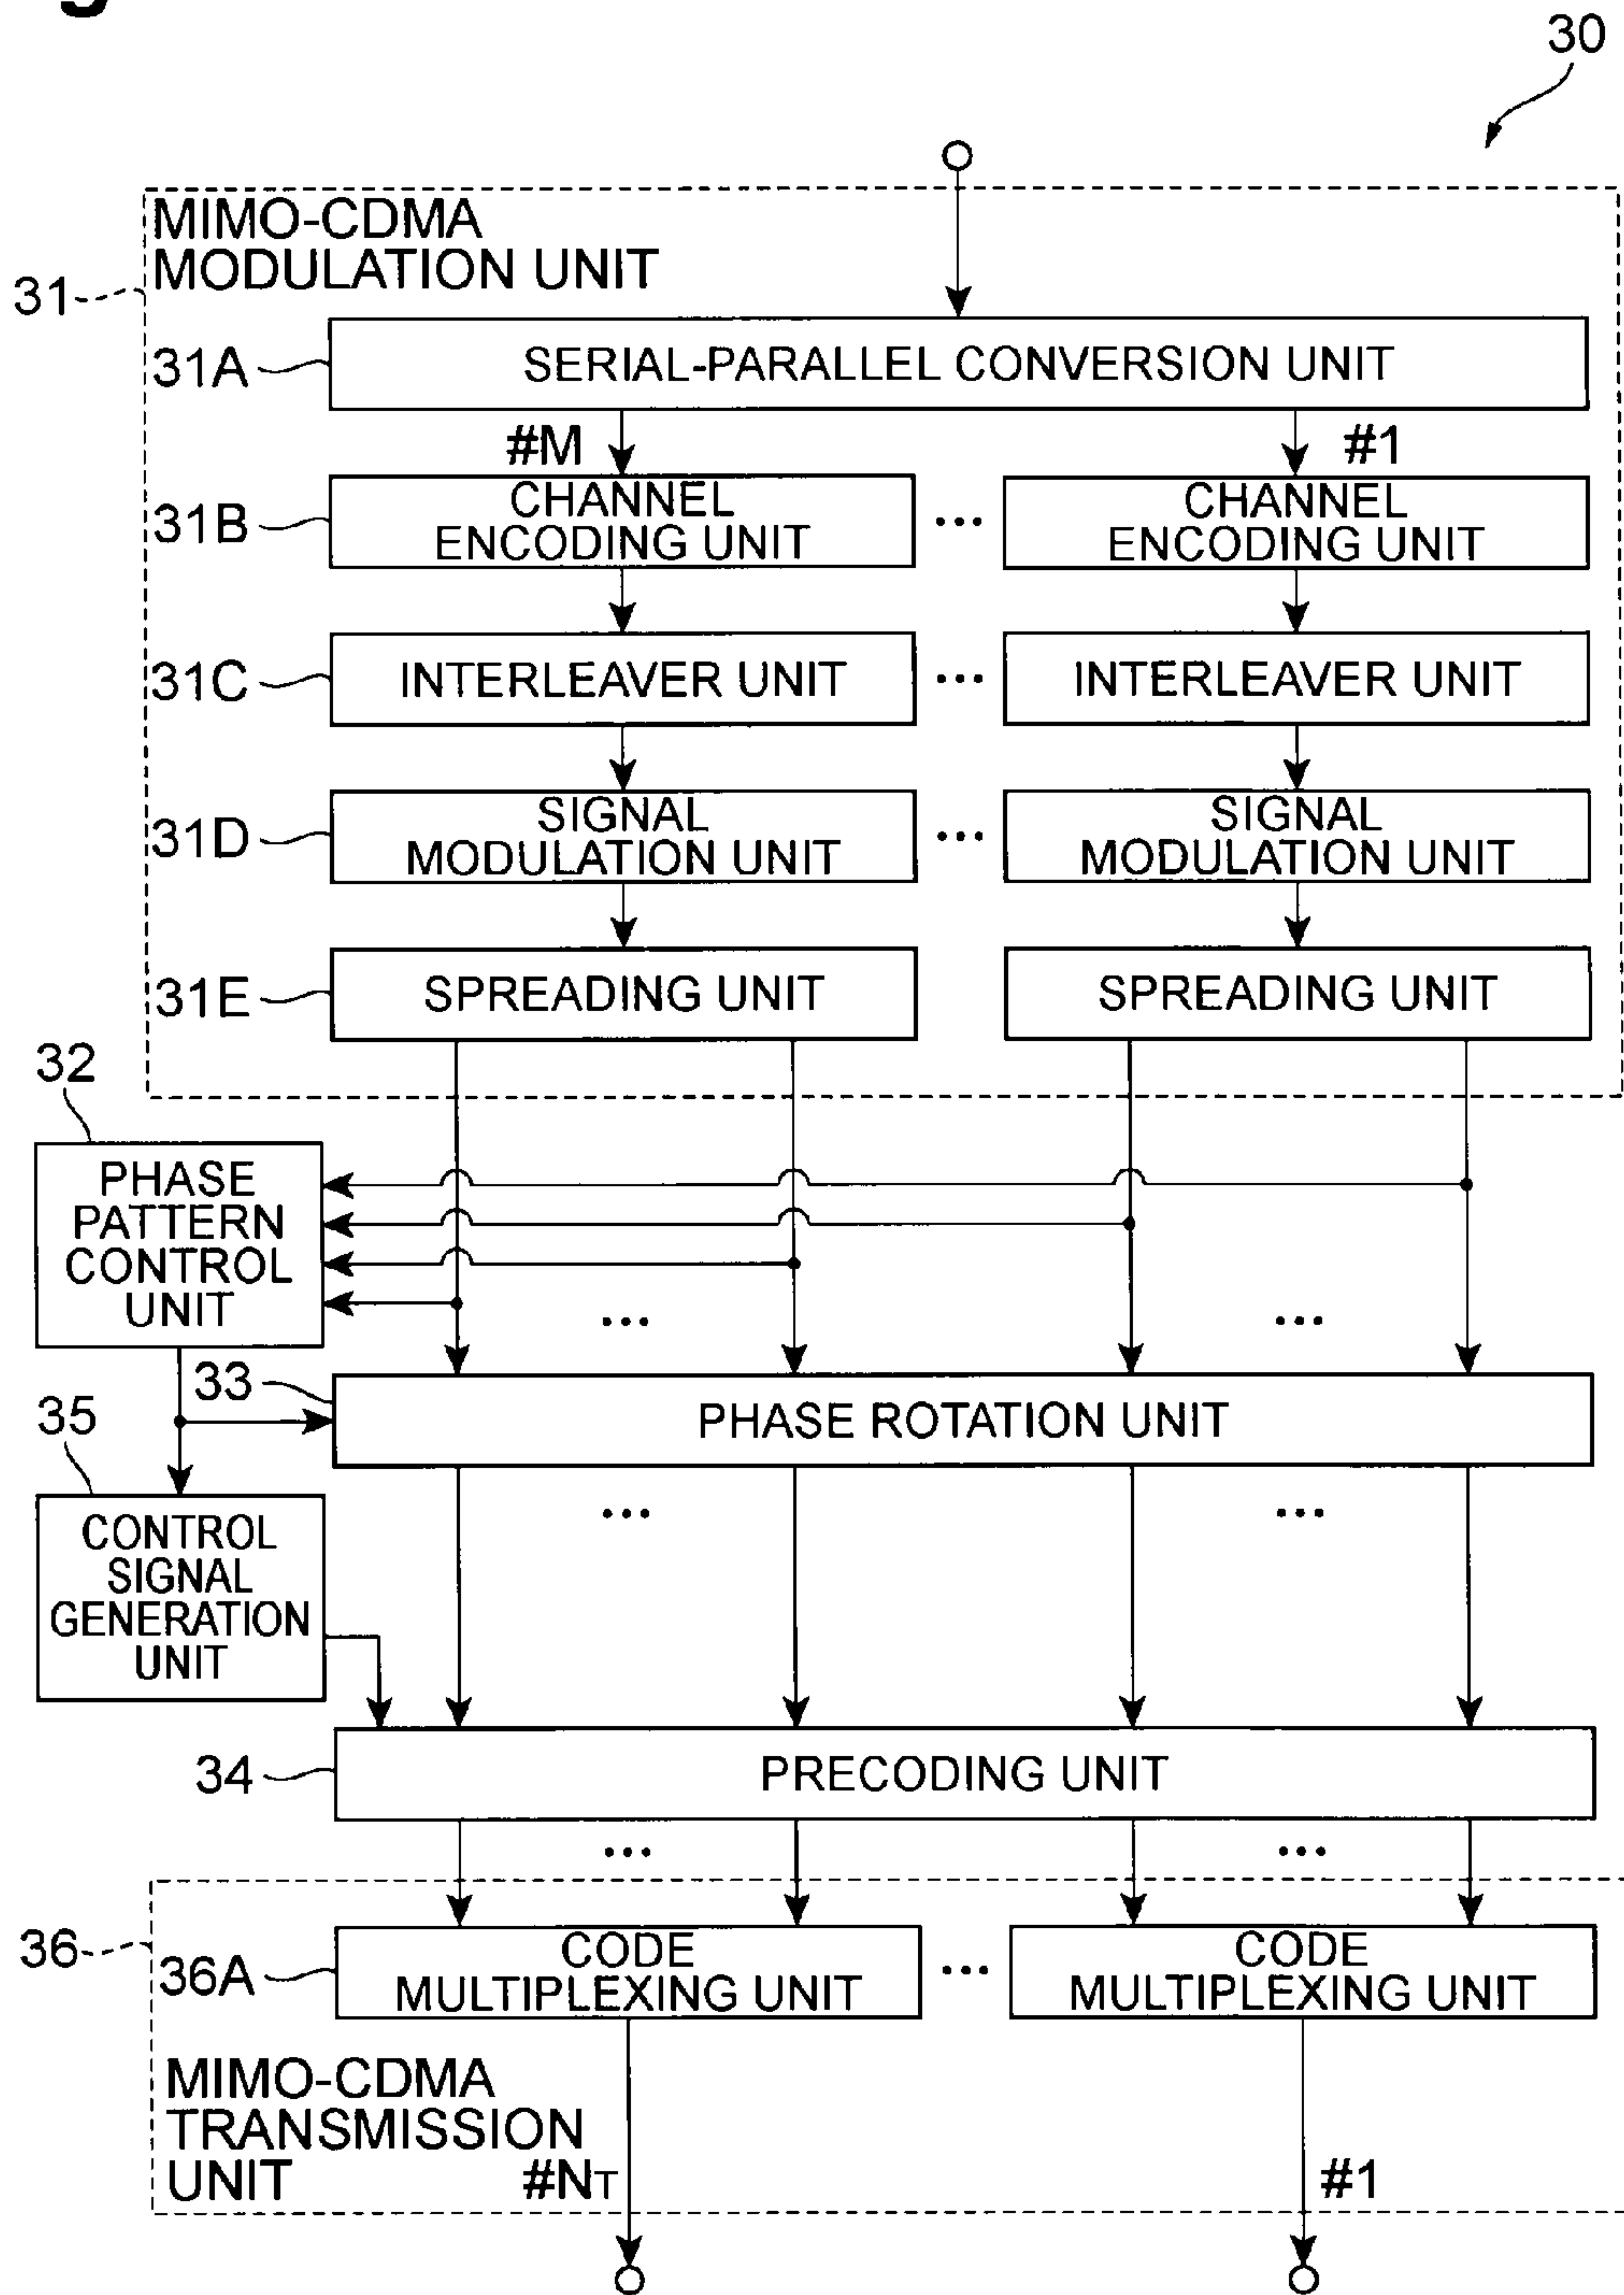 30
MIMO-CDMA
MODULATION UNIT
31
31A
SERIAL-PARALLEL CONVERSION UNIT
#M
#1
31B
CHANNEL
ENCODING UNIT
...
CHANNEL
ENCODING UNIT
31C
INTERLEAVER UNIT
...
INTERLEAVER UNIT
31D
SIGNAL
MODULATION UNIT
...
SIGNAL
MODULATION UNIT
31E
SPREADING UNIT
SPREADING UNIT
32
PHASE
PATTERN
CONTROL
UNIT
...
...
33
PHASE ROTATION UNIT
35
...
...
CONTROL
SIGNAL
GENERATION
UNIT
34
PRECODING UNIT
...
...
36
36A
CODE
MULTIPLEXING UNIT
...
CODE
MULTIPLEXING UNIT
MIMO-CDMA
TRANSMISSION
UNIT
#NT
#1